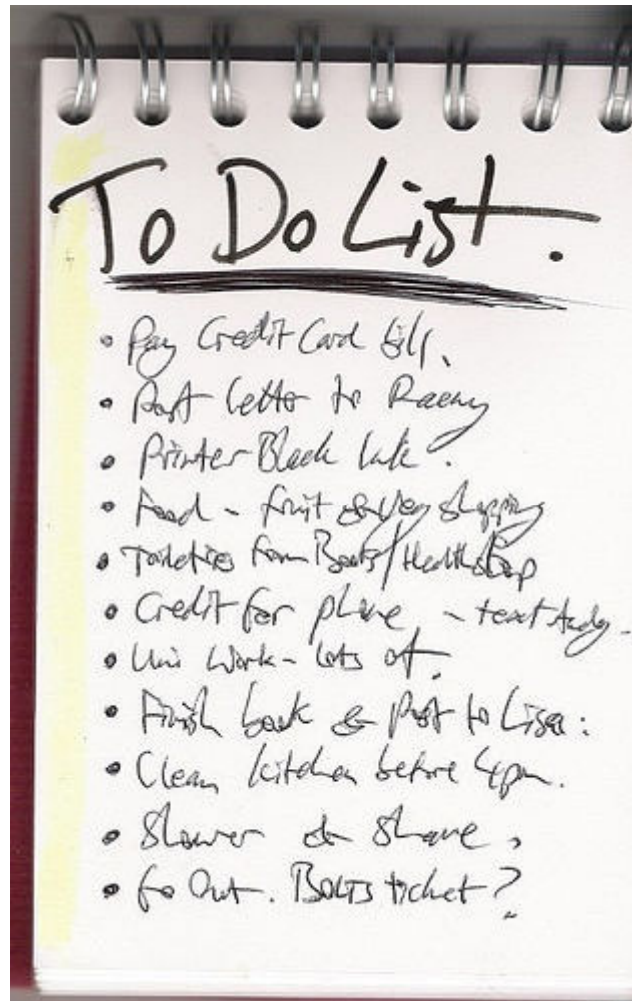 To Do List.
• Pay Credit Card bill.
• Post letter to
• Printer Black Ink.
• Food - fruit & veg shopping
• Toiletries from Boots/Health Shop
• Credit for phone - text Andy.
• Uni Work - lots of.
• Finish book & Post to Lisa.
• Clean kitchen before 4pm.
• Shower & Shave.
• Go Out. ticket?